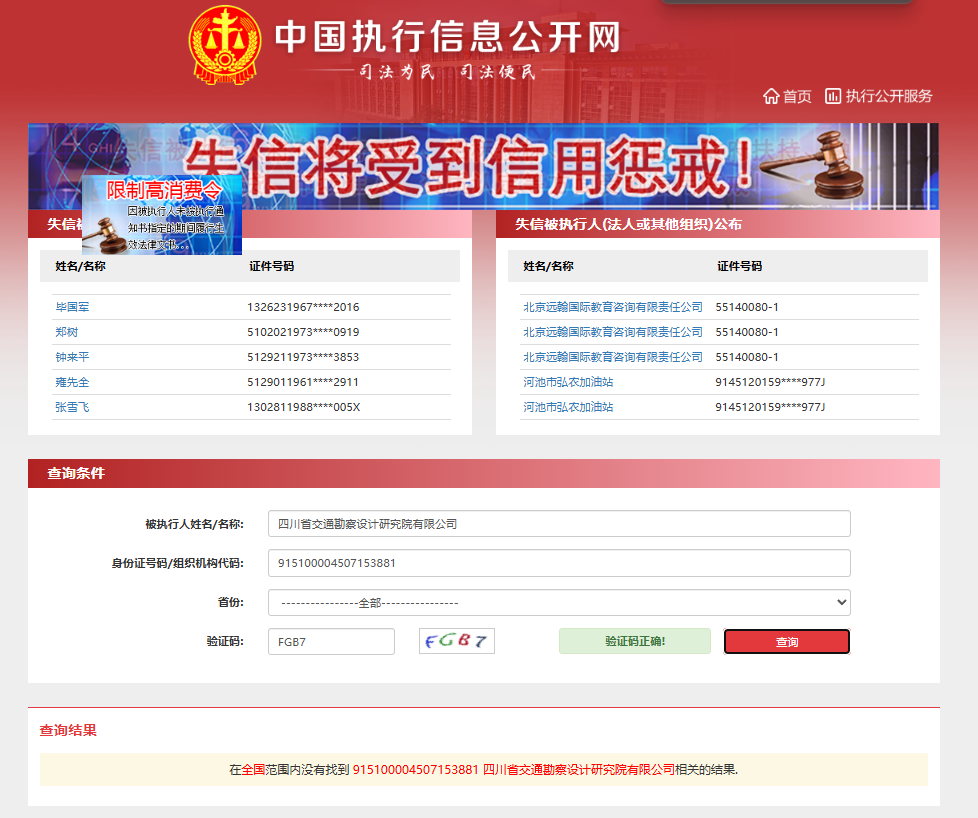 中国执行信息公开网
司法为民 司法便民
首页 执行公开服务
失信将受到信用惩戒!
限制高消费令
因被执行人未按执行通
知书指定的期间履行生
效法律文书...
失信被
姓名/名称 证件号码
毕国军 1326231967****2016
郑树 5102021973****0919
钟来平 5129211973****3853
雍先全 5129011961****2911
张雪飞 1302811988****005X
失信被执行人(法人或其他组织)公布
姓名/名称 证件号码
北京远翰国际教育咨询有限责任公司 55140080-1
北京远翰国际教育咨询有限责任公司 55140080-1
北京远翰国际教育咨询有限责任公司 55140080-1
河池市弘农加油站 9145120159****977J
河池市弘农加油站 9145120159****977J
查询条件
被执行人姓名/名称: 四川省交通勘察设计研究院有限公司
身份证号码/组织机构代码: 915100004507153881
省份: ----------------全部----------------
验证码: FGB7 FGB7 验证码正确! 查询
查询结果
在全国范围内没有找到 915100004507153881 四川省交通勘察设计研究院有限公司相关的结果.